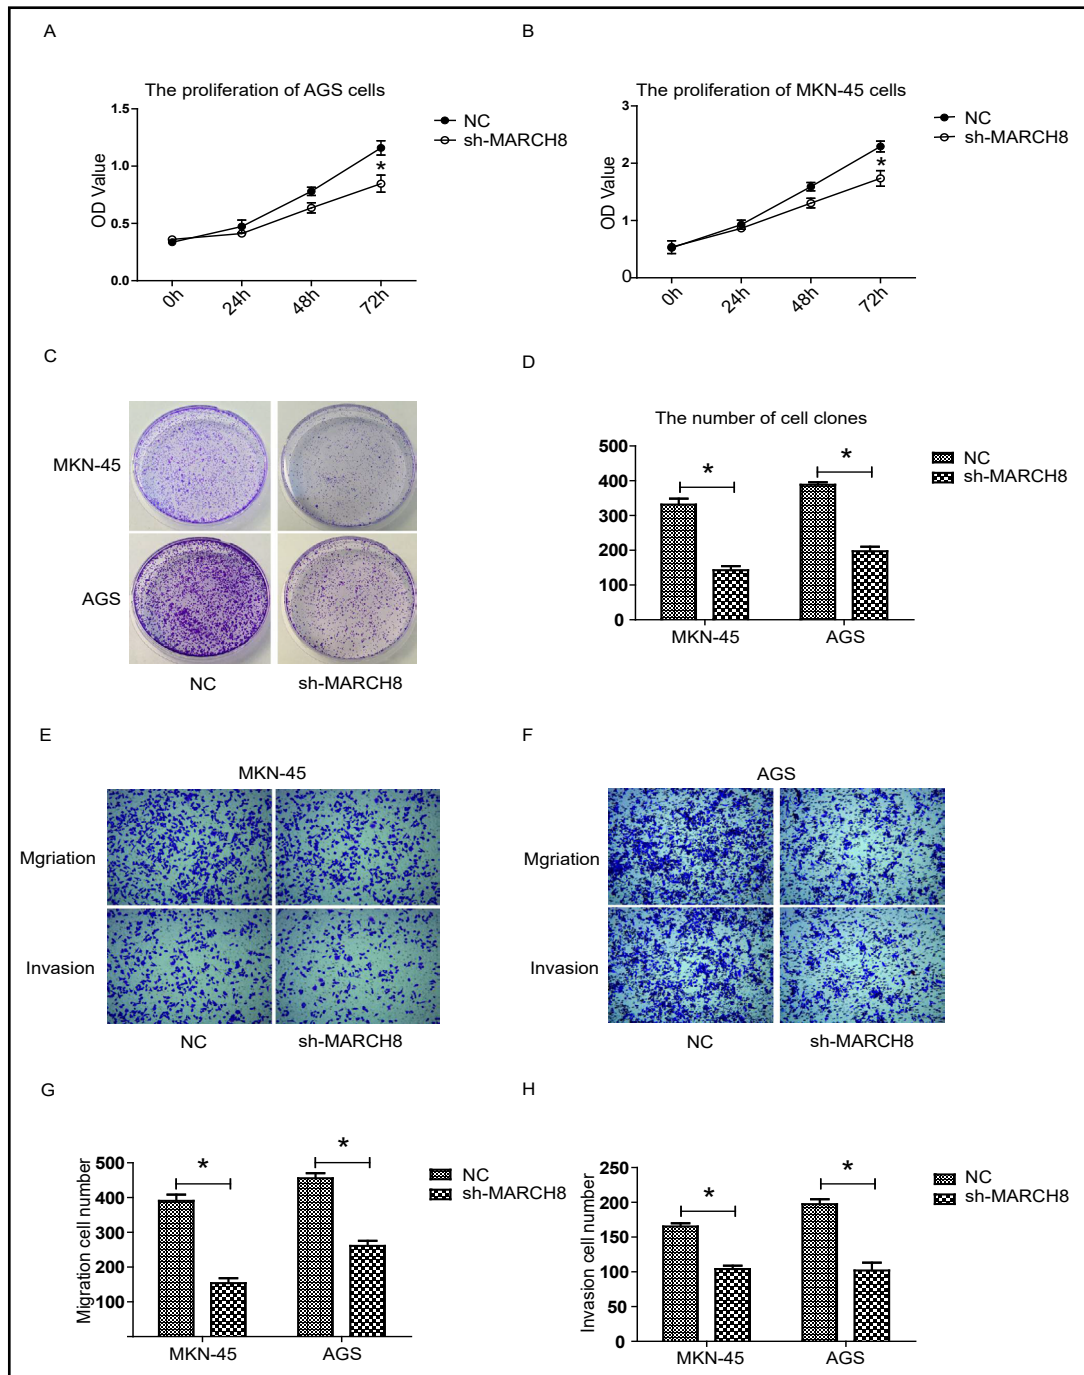 A
The proliferation of AGS cells
1.5
1.0
0.5
0.0
OD Value
0h
24h
48h
72h
*
NC
sh-MARCH8
B
The proliferation of MKN-45 cells
3
2
1
0
OD Value
0h
24h
48h
72h
*
NC
sh-MARCH8
C
MKN-45
AGS
NC
sh-MARCH8
D
The number of cell clones
500
400
300
200
100
0
*
*
MKN-45
AGS
NC
sh-MARCH8
E
MKN-45
Mgriation
Invasion
NC
sh-MARCH8
F
AGS
Mgriation
Invasion
NC
sh-MARCH8
G
Migration cell number
500
400
300
200
100
*
*
MKN-45
AGS
NC
sh-MARCH8
H
Invasion cell number
250
200
150
100
50
0
*
*
MKN-45
AGS
NC
sh-MARCH8